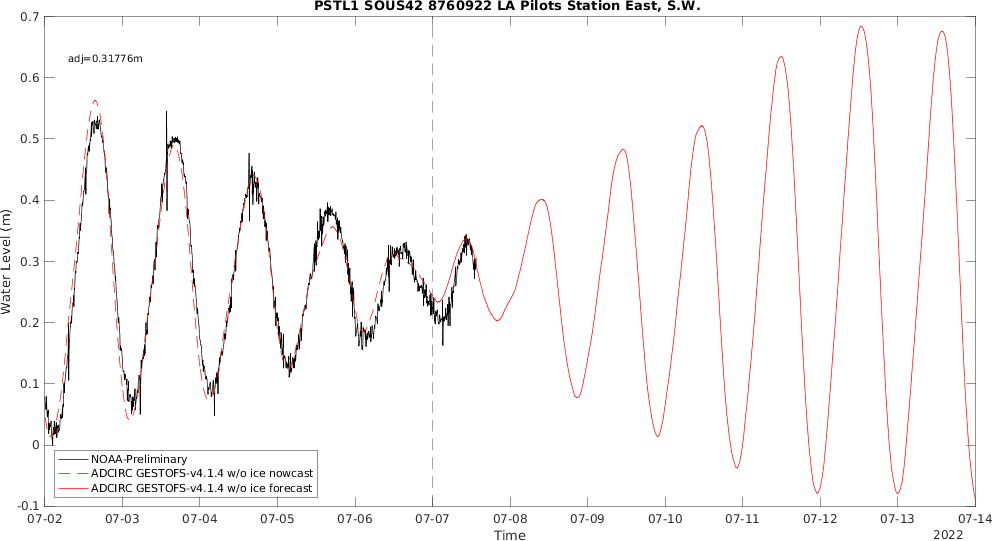 PSTL1 SOUS42 8760922 LA Pilots Station East, S.W.
adj=0.31776m
0.7
0.6
0.5
0.4
0.3
0.2
0.1
0
-0.1
Water Level (m)
NOAA-Preliminary
ADCIRC GESTOFS-v4.1.4 w/o ice nowcast
ADCIRC GESTOFS-v4.1.4 w/o ice forecast
07-02 07-03 07-04 07-05 07-06 07-07 07-08 07-09 07-10 07-11 07-12 07-13 07-14
Time
2022